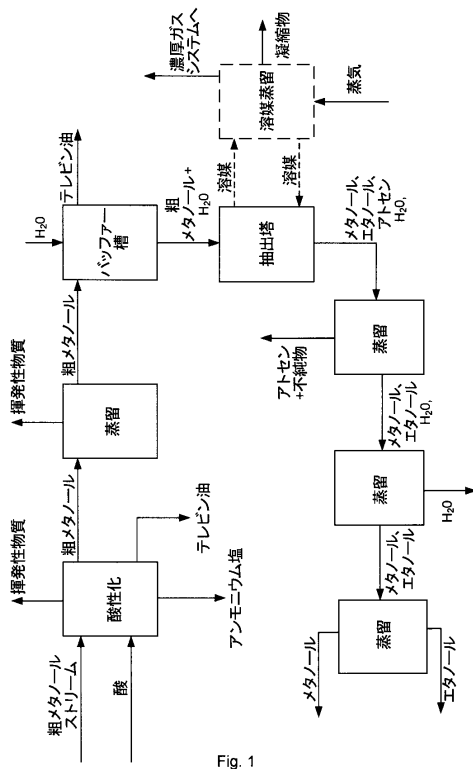 粗メタノール
ストリーム
酸
揮発性物質
酸性化
アンモニウム塩
テレビン油
粗メタノール
揮発性物質
蒸留
粗メタノール
H₂O
バッファー
槽
テレビン油
粗
メタノール+
H₂O
抽出塔
溶媒
溶媒
濃厚ガス
システムへ
溶媒蒸留
凝縮物
蒸気
メタノール、
エタノール、
アトセン
H₂O,
蒸留
アトセン
+不純物
メタノール、
エタノール
H₂O,
蒸留
H₂O
メタノール、
エタノール
蒸留
メタノール
エタノール
Fig. 1